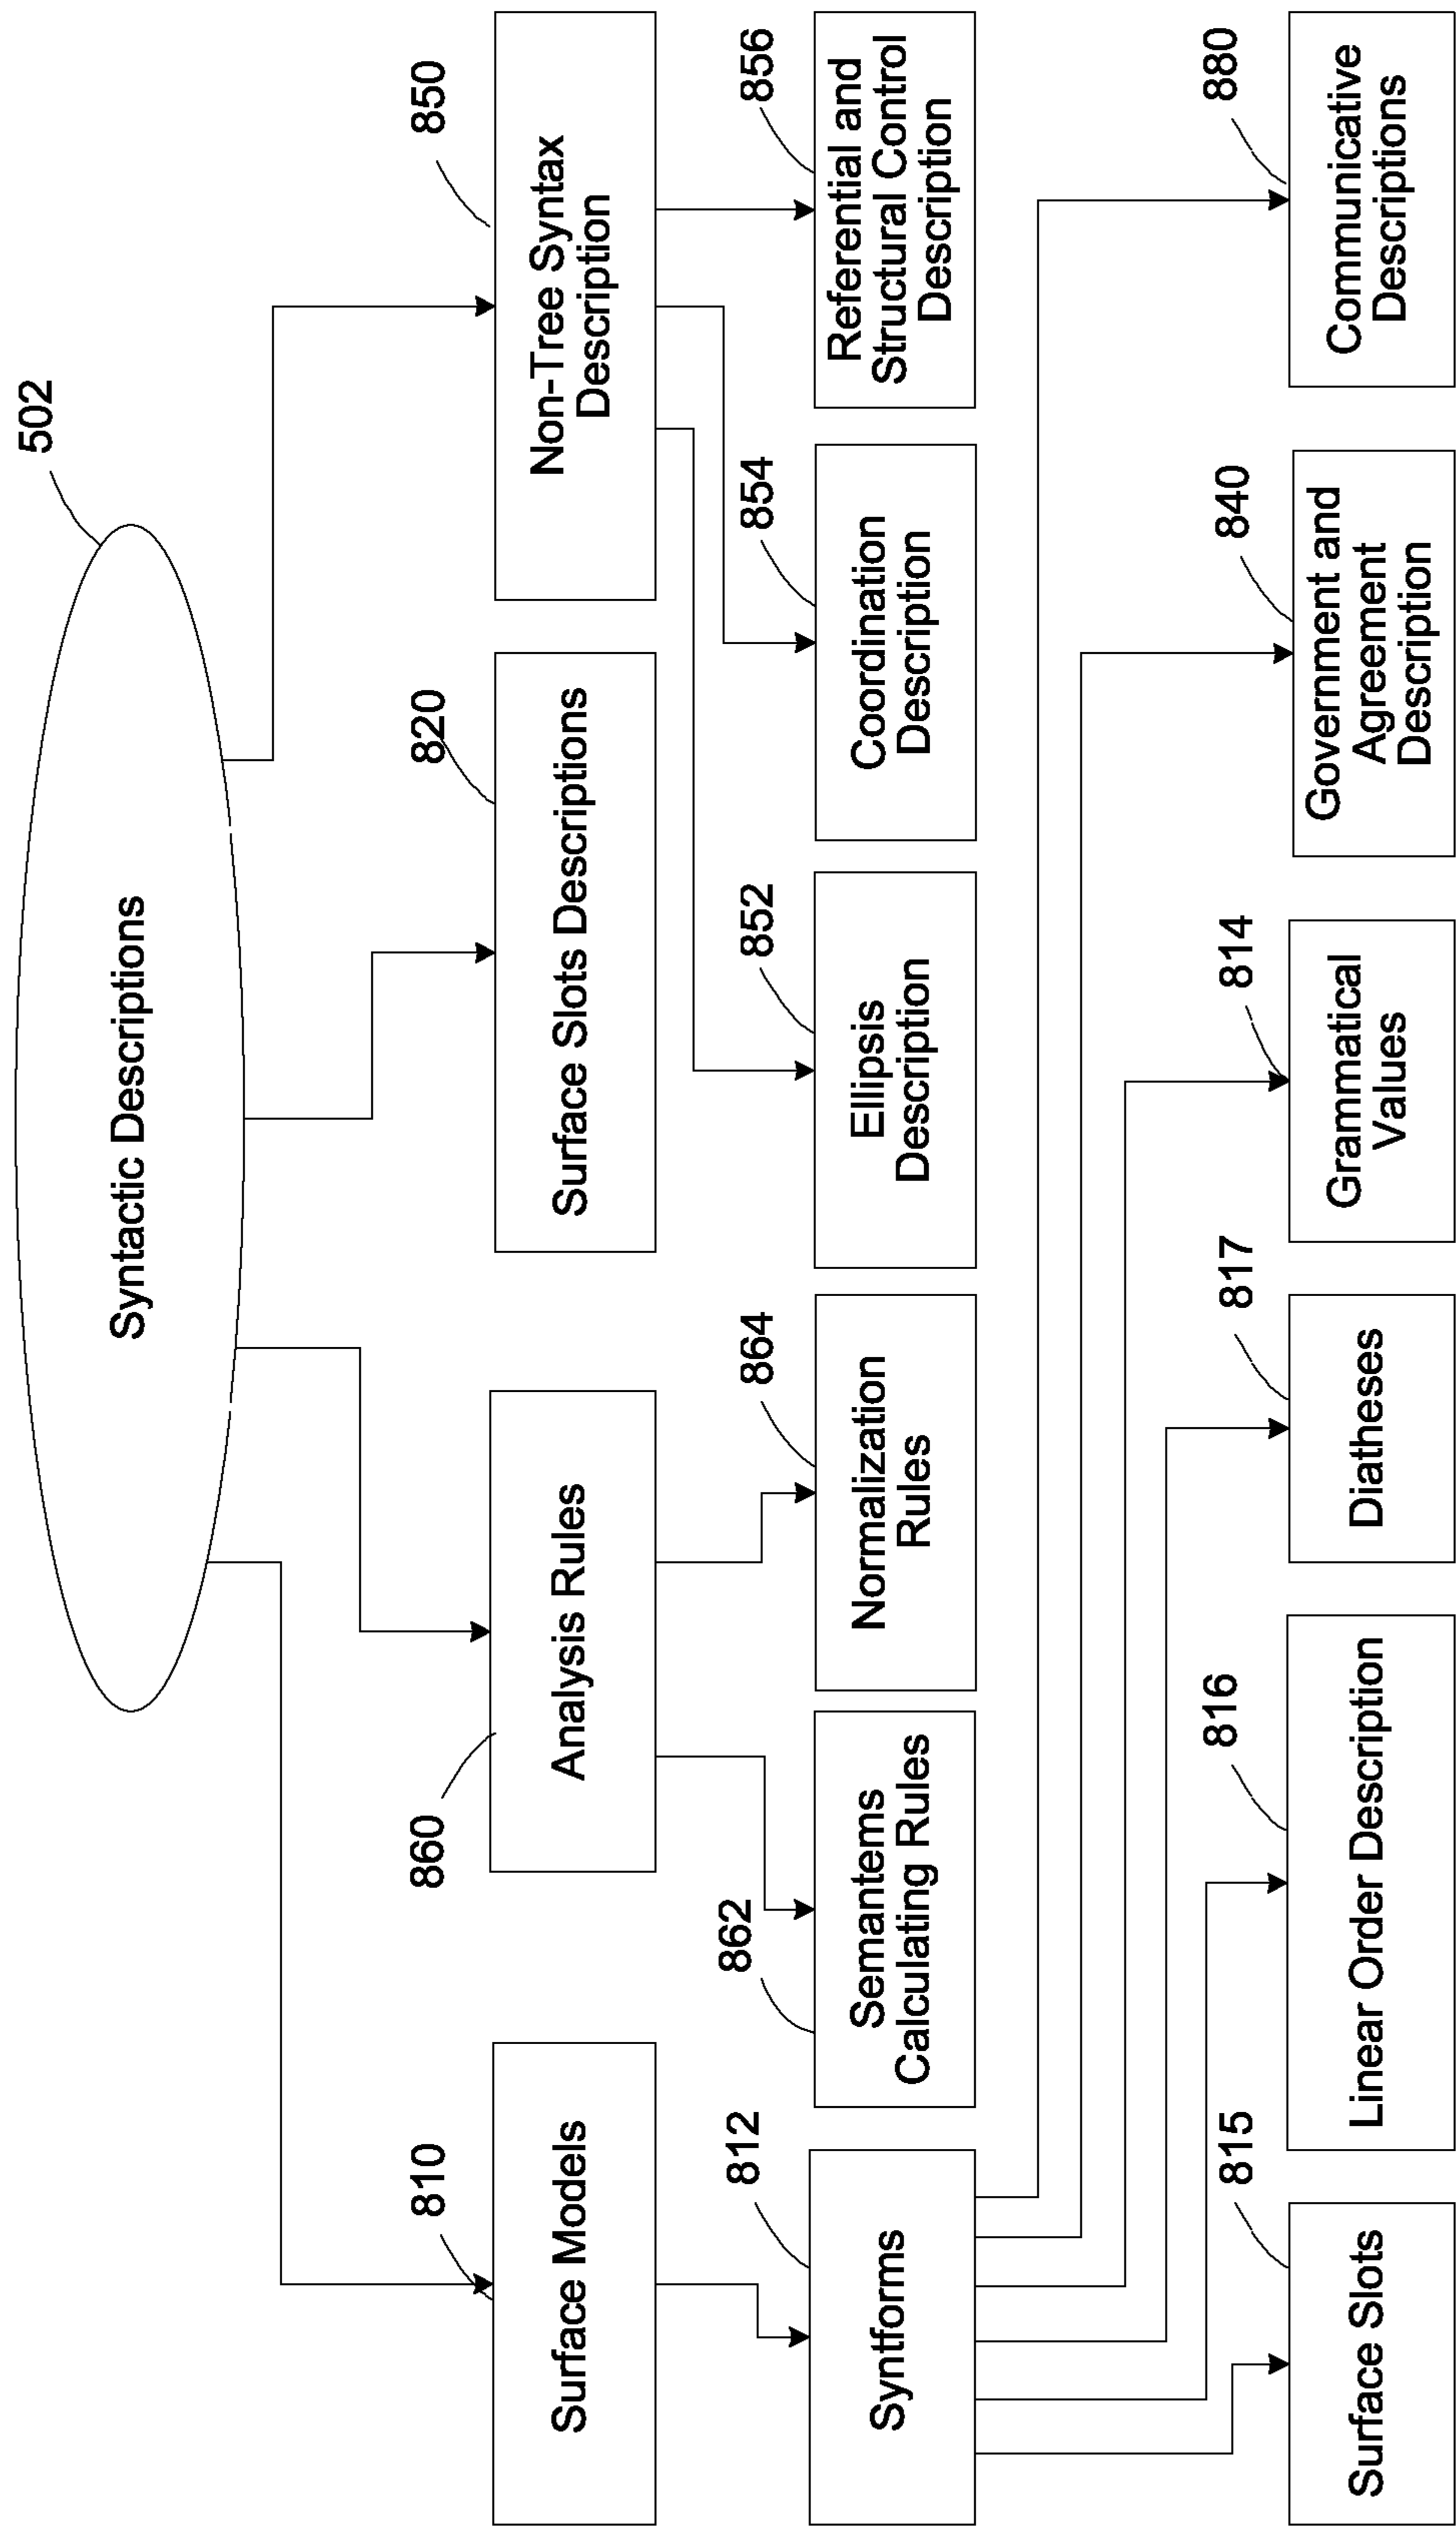 502
Syntactic Descriptions
810
860
820
850
Surface Models
Analysis Rules
Surface Slots Descriptions
Non-Tree Syntax
Description
812
862
864
852
854
856
Syntforms
Semantems
Calculating Rules
Normalization
Rules
Ellipsis
Description
Coordination
Description
Referential and
Structural Control
Description
815
816
817
814
840
880
Surface Slots
Linear Order Description
Diatheses
Grammatical
Values
Government and
Agreement
Description
Communicative
Descriptions